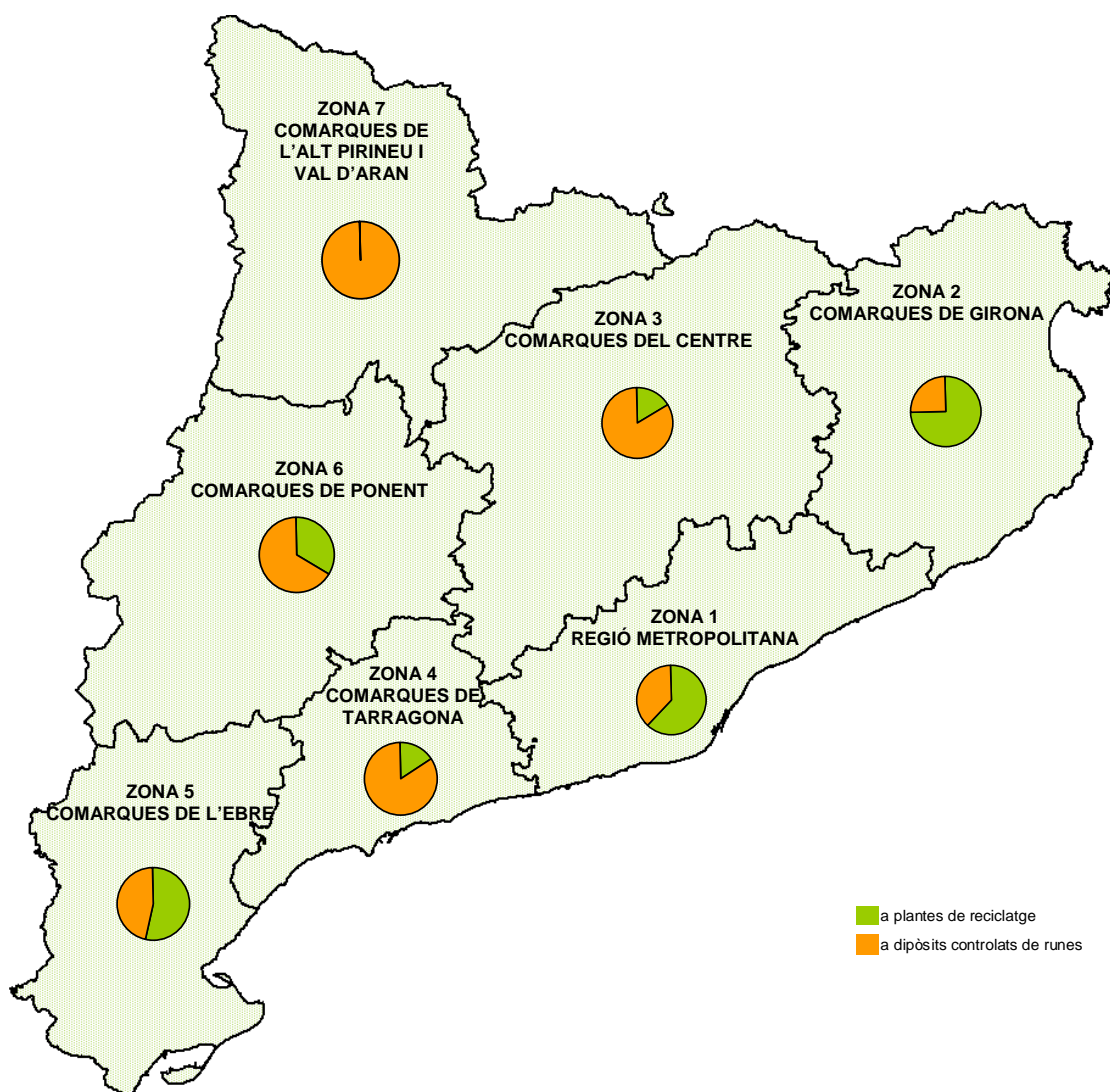 ZONA 7
COMARQUES DE
L'ALT PIRINEU I
VAL D'ARAN
ZONA 2
COMARQUES DE GIRONA
ZONA 3
COMARQUES DEL CENTRE
ZONA 6
COMARQUES DE PONENT
ZONA 1
REGIÓ METROPOLITANA
ZONA 4
COMARQUES DE
TARRAGONA
ZONA 5
COMARQUES DE L'EBRE
a plantes de reciclatge
a dipòsits controlats de runes